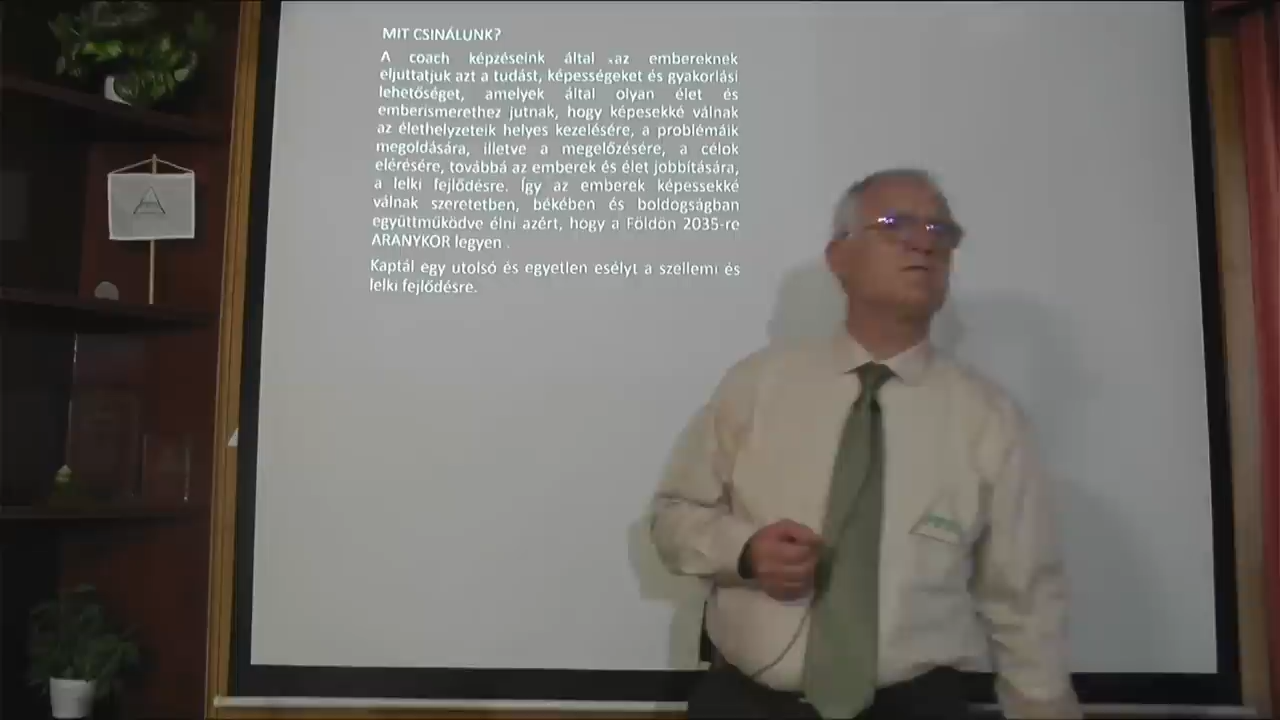 MIT CSINÁLUNK?
A coach képzéseink által az embereknek
eljuttatjuk azt a tudást, képességeket és gyakorlási
lehetőséget, amelyek által olyan élet és
emberismerethez jutnak, hogy képesekké válnak
az élethelyzeteik helyes kezelésére, a problémáik
megoldására, illetve a megelőzésére, a célok
elérésére, továbbá az emberek és élet jobbítására,
a lelki fejlődésre. Így az emberek képessekké
válnak szeretetben, békében és boldogságban
együttműködve élni azért, hogy a Földön 2035-re
ARANYKOR legyen .
Kaptál egy utolsó és egyetlen esélyt a szellemi és
lelki fejlődésre.